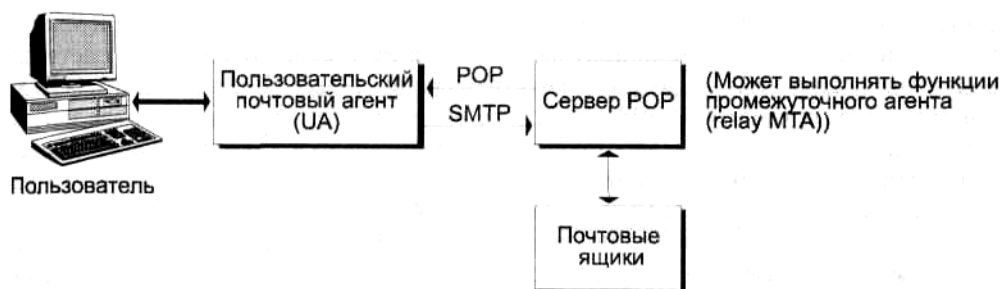 Пользователь
Пользовательский
почтовый агент
(UA)
POP
SMTP
Сервер POP
(Может выполнять функции
промежуточного агента
(relay MTA))
Почтовые
ящики